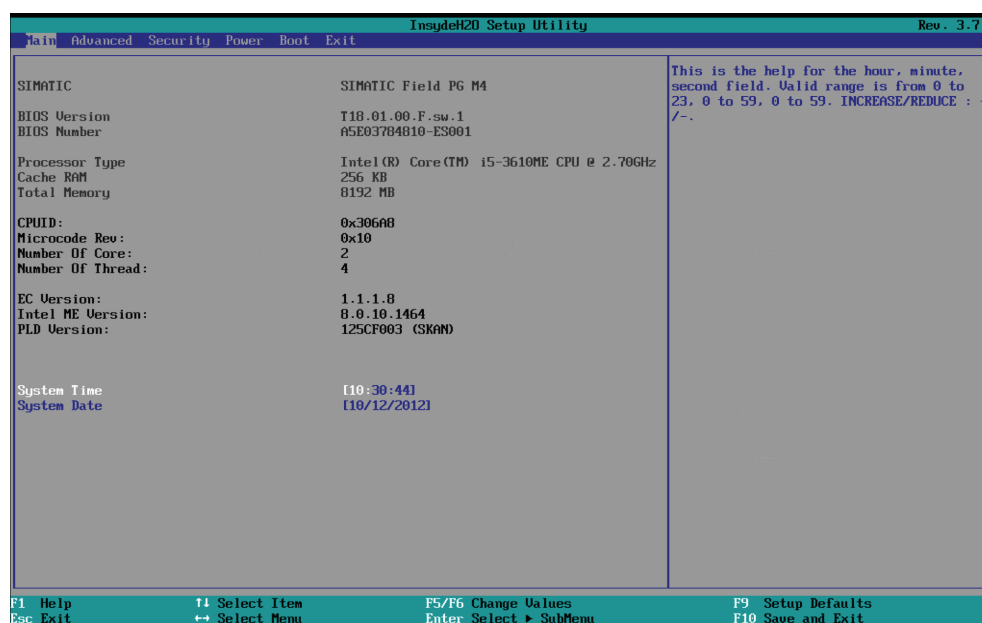 InsydeH2O Setup Utility Rev. 3.7
Main Advanced Security Power Boot Exit
SIMATIC SIMATIC Field PG M4
BIOS Version T18.01.00.F.sw.1
BIOS Number A5E03784810-ES001
Processor Type Intel(R) Core(TM) i5-3610ME CPU @ 2.70GHz
Cache RAM 256 KB
Total Memory 8192 MB
CPUID: 0x306A8
Microcode Rev: 0x10
Number Of Core: 2
Number Of Thread: 4
EC Version: 1.1.1.8
Intel ME Version: 8.0.10.1464
PLD Version: 125CF003 (SKAN)
System Time [10:30:44]
System Date [10/12/2012]
This is the help for the hour, minute,
second field. Valid range is from 0 to
23, 0 to 59, 0 to 59. INCREASE/REDUCE :
/-.
F1 Help ↑↓ Select Item F5/F6 Change Values F9 Setup Defaults
Esc Exit ↔ Select Menu Enter Select ▶ SubMenu F10 Save and Exit